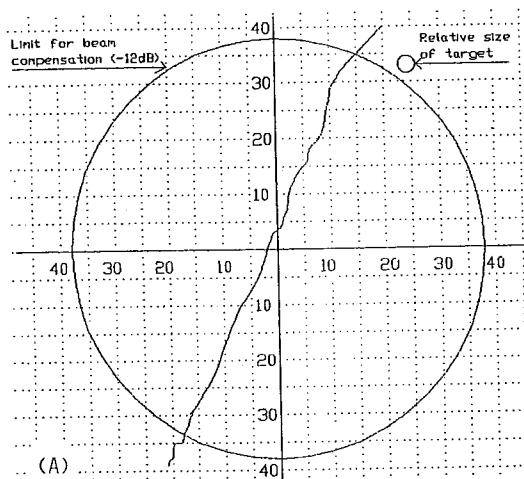 Limit for beam
compensation (-12dB)
Relative size
of target
40
30
20
10
40 30 20 10 10 20 30 40
10
20
30
40
(A)